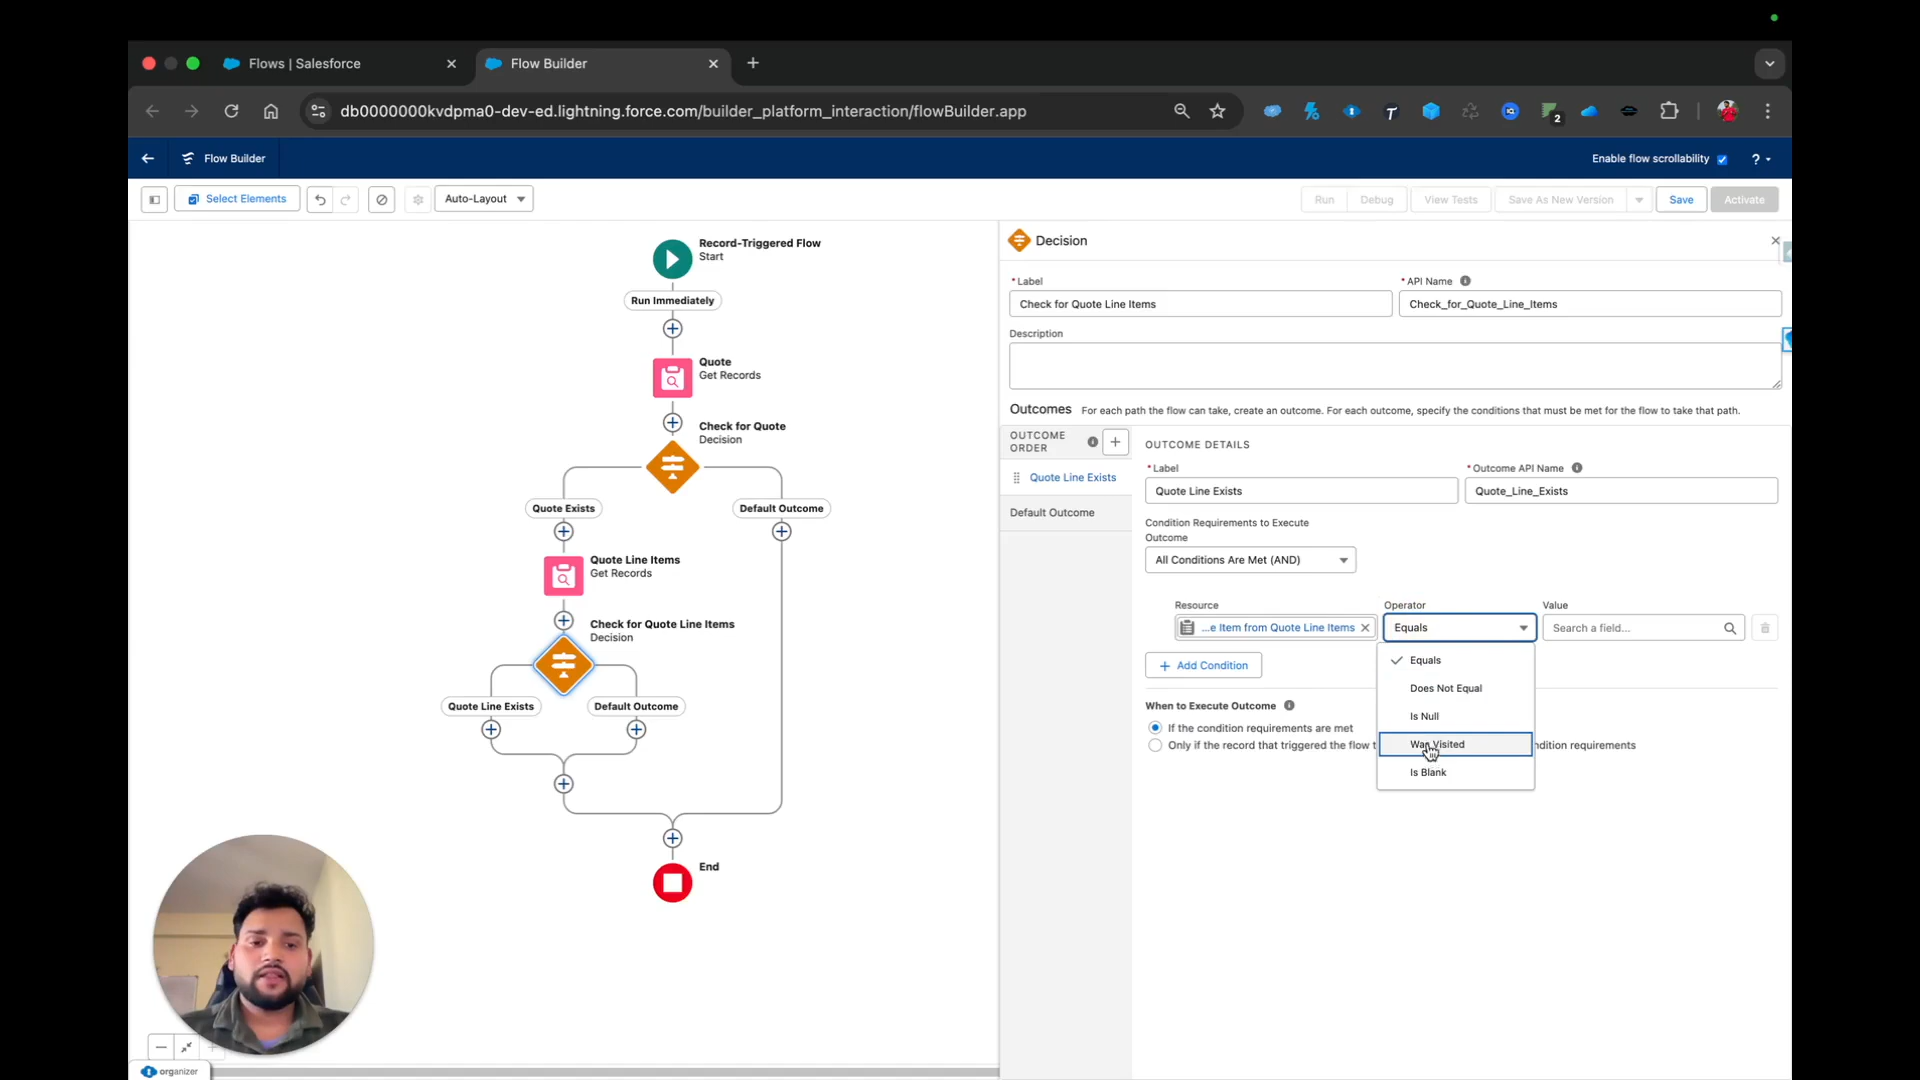 Flows | Salesforce
Flow Builder
db0000000kvdpma0-dev-ed.lightning.force.com/builder_platform_interaction/flowBuilder.app
T
2
Flow Builder
Enable flow scrollability
?
Select Elements
Auto-Layout
Run
Debug
View Tests
Save As New Version
Save
Activate
Record-Triggered Flow
Start
Run Immediately
Quote
Get Records
Check for Quote
Decision
Quote Exists
Default Outcome
Quote Line Items
Get Records
Check for Quote Line Items
Decision
Quote Line Exists
Default Outcome
End
organizer
Decision
* Label
* API Name
Check for Quote Line Items
Check_for_Quote_Line_Items
Description
Outcomes For each path the flow can take, create an outcome. For each outcome, specify the conditions that must be met for the flow to take that path.
OUTCOME
ORDER
Quote Line Exists
Default Outcome
OUTCOME DETAILS
* Label
* Outcome API Name
Quote Line Exists
Quote_Line_Exists
Condition Requirements to Execute
Outcome
All Conditions Are Met (AND)
Resource
Operator
Value
...e Item from Quote Line Items
Equals
Search a field...
Add Condition
Equals
Does Not Equal
Is Null
Was Visited
Is Blank
When to Execute Outcome
If the condition requirements are met
Only if the record that triggered the flow t
ndition requirements